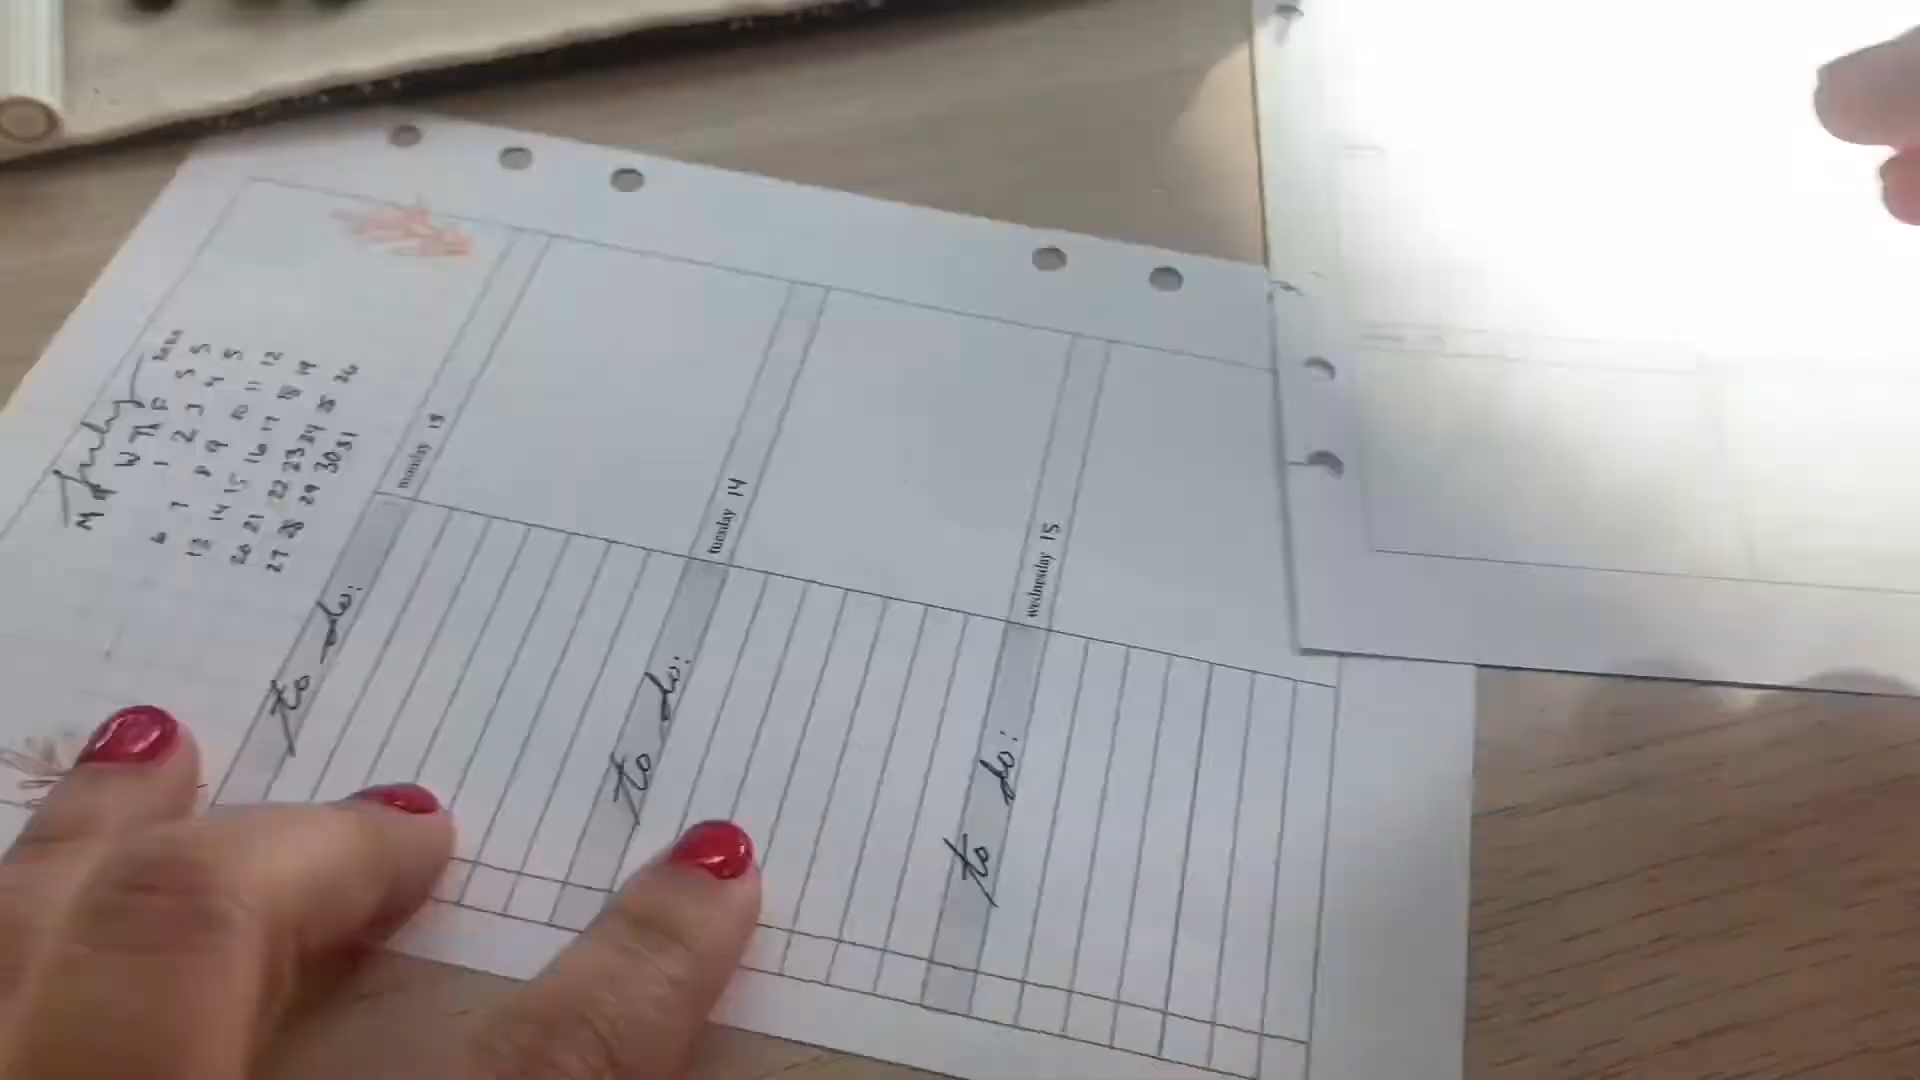 July
M T W Th F S Su
1 2 3 4 5
6 7 8 9 10 11 12
13 14 15 16 17 18 19
20 21 22 23 24 25 26
27 28 29 30 31
monday 13
to do:
tuesday 14
to do:
wednesday 15
to do: